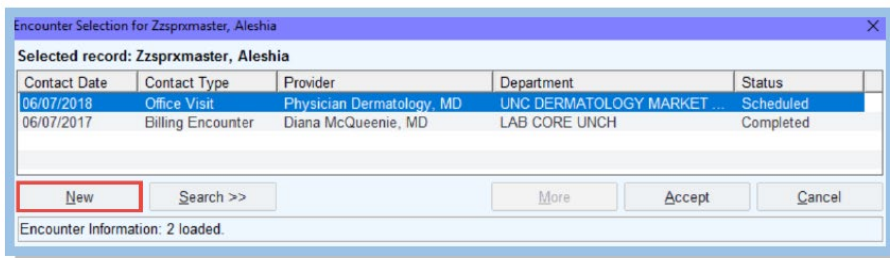 Encounter Selection for Zzsprxmaster, Aleshia
Selected record: Zzsprxmaster, Aleshia
Contact Date Contact Type Provider Department Status
06/07/2018 Office Visit Physician Dermatology, MD UNC DERMATOLOGY MARKET ... Scheduled
06/07/2017 Billing Encounter Diana McQueenie, MD LAB CORE UNCH Completed
New Search >> More Accept Cancel
Encounter Information: 2 loaded.